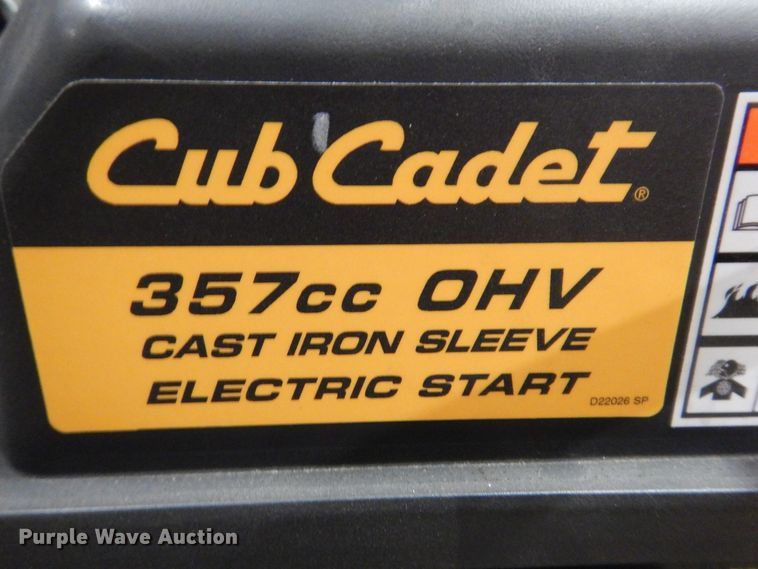 Cub Cadet®
357cc OHV
CAST IRON SLEEVE
ELECTRIC START
D22026 SP
Purple Wave Auction